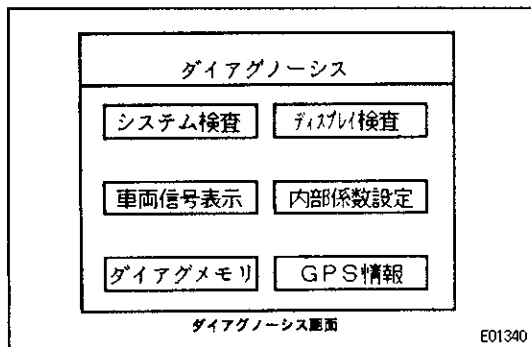 ダイアグノーシス
システム検査 ディスプレイ検査
車両信号表示 内部係数設定
ダイアグメモリ GPS情報
ダイアグノーシス画面
E01340